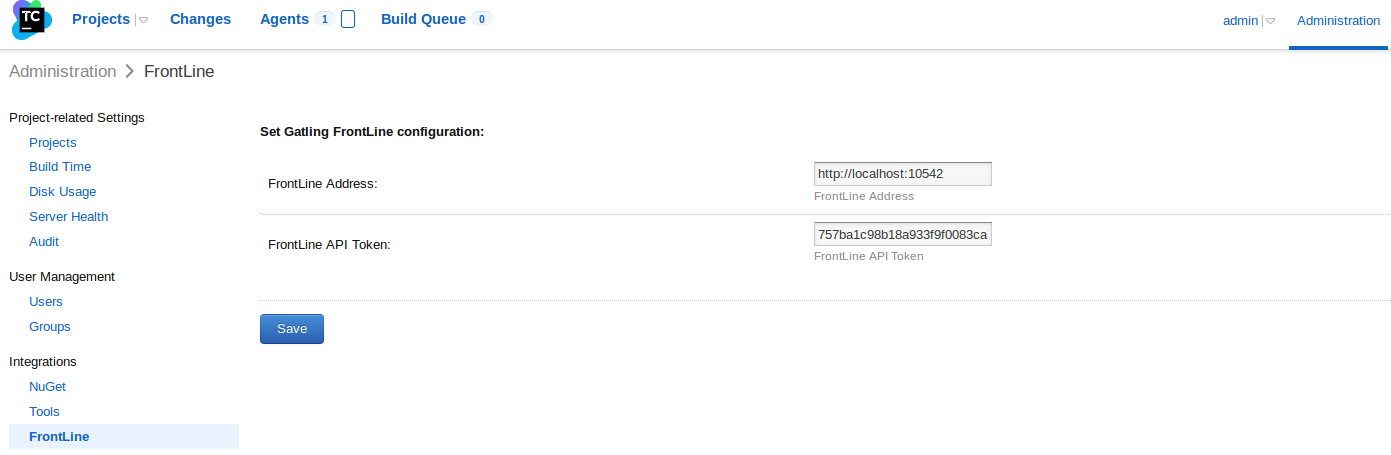 TC Projects Changes Agents 1 Build Queue 0 admin Administration
Administration FrontLine
Project-related Settings
Projects
Build Time
Disk Usage
Server Health
Audit
User Management
Users
Groups
Integrations
NuGet
Tools
FrontLine
Set Gatling FrontLine configuration:
FrontLine Address: http://localhost:10542
FrontLine Address
FrontLine API Token: 757ba1c98b18a933f9f0083ca
FrontLine API Token
Save